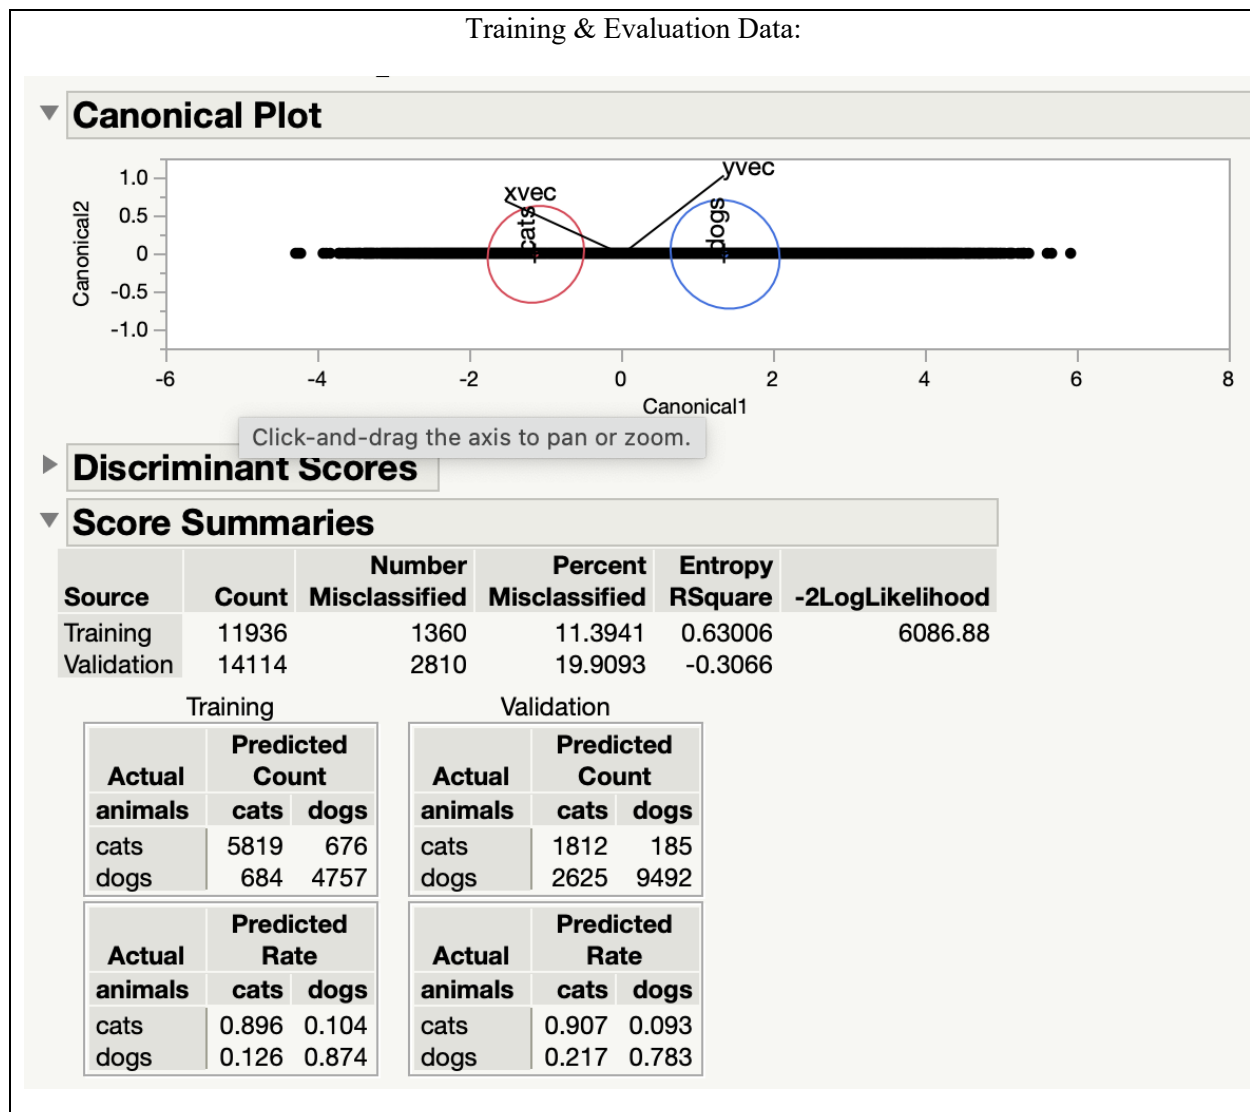 Training & Evaluation Data:
Canonical Plot
1.0
0.5
0
-0.5
-1.0
Canonical2
xvec
yvec
cats
dogs
-6 -4 -2 0 2 4 6 8
Canonical1
Click-and-drag the axis to pan or zoom.
Discriminant Scores
Score Summaries
Number Percent Entropy
Source Count Misclassified Misclassified RSquare -2LogLikelihood
Training 11936 1360 11.3941 0.63006 6086.88
Validation 14114 2810 19.9093 -0.3066
Training
Predicted
Actual Count
animals cats dogs
cats 5819 676
dogs 684 4757
Predicted
Actual Rate
animals cats dogs
cats 0.896 0.104
dogs 0.126 0.874
Validation
Predicted
Actual Count
animals cats dogs
cats 1812 185
dogs 2625 9492
Predicted
Actual Rate
animals cats dogs
cats 0.907 0.093
dogs 0.217 0.783